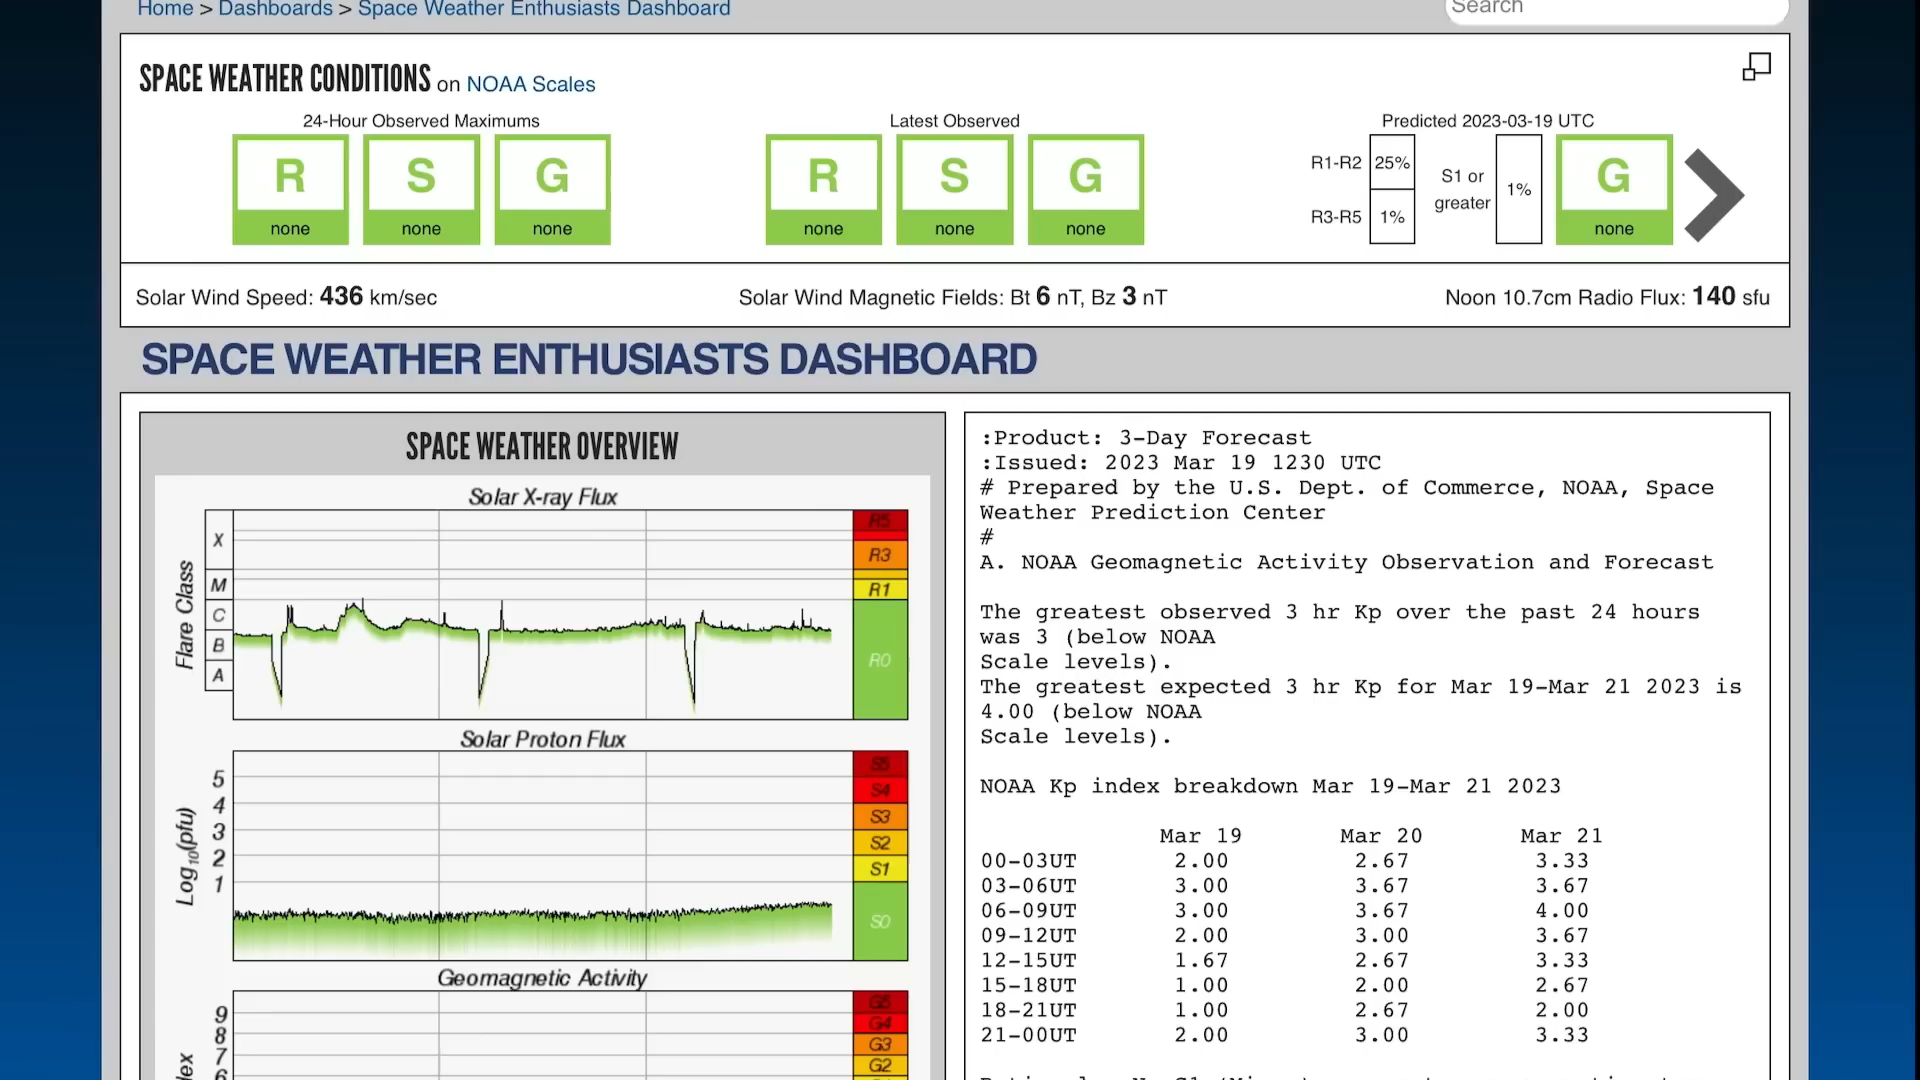 Home > Dashboards > Space Weather Enthusiasts Dashboard
Search
SPACE WEATHER CONDITIONS on NOAA Scales
24-Hour Observed Maximums
R
none
S
none
G
none
Latest Observed
R
none
S
none
G
none
Predicted 2023-03-19 UTC
R1-R2 25%
R3-R5 1%
S1 or
greater
1%
G
none
Solar Wind Speed: 436 km/sec
Solar Wind Magnetic Fields: Bt 6 nT, Bz 3 nT
Noon 10.7cm Radio Flux: 140 sfu
SPACE WEATHER ENTHUSIASTS DASHBOARD
SPACE WEATHER OVERVIEW
Solar X-ray Flux
Flare Class
X
M
C
B
A
R5
R3
R1
R0
Solar Proton Flux
Log10(pfu)
5
4
3
2
1
S5
S4
S3
S2
S1
S0
Geomagnetic Activity
9
8
7
6
G5
G4
G3
G2
:Product: 3-Day Forecast
:Issued: 2023 Mar 19 1230 UTC
# Prepared by the U.S. Dept. of Commerce, NOAA, Space
Weather Prediction Center
#
A. NOAA Geomagnetic Activity Observation and Forecast
The greatest observed 3 hr Kp over the past 24 hours
was 3 (below NOAA
Scale levels).
The greatest expected 3 hr Kp for Mar 19-Mar 21 2023 is
4.00 (below NOAA
Scale levels).
NOAA Kp index breakdown Mar 19-Mar 21 2023
Mar 19 Mar 20 Mar 21
00-03UT 2.00 2.67 3.33
03-06UT 3.00 3.67 3.67
06-09UT 3.00 3.67 4.00
09-12UT 2.00 3.00 3.67
12-15UT 1.67 2.67 3.33
15-18UT 1.00 2.00 2.67
18-21UT 1.00 2.67 2.00
21-00UT 2.00 3.00 3.33